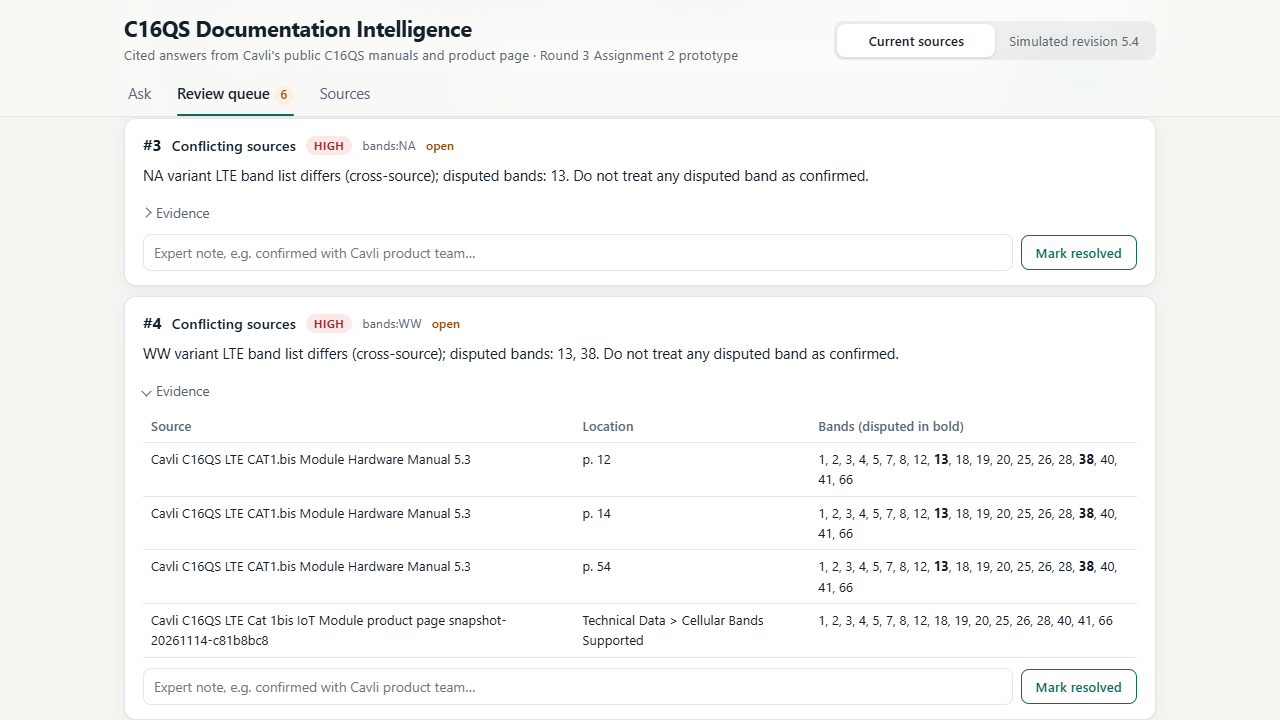 C16QS Documentation Intelligence
Cited answers from Cavli's public C16QS manuals and product page · Round 3 Assignment 2 prototype
Current sources
Simulated revision 5.4
Ask
Review queue 6
Sources
#3 Conflicting sources HIGH bands:NA open
NA variant LTE band list differs (cross-source); disputed bands: 13. Do not treat any disputed band as confirmed.
Evidence
Expert note, e.g. confirmed with Cavli product team...
Mark resolved
#4 Conflicting sources HIGH bands:WW open
WW variant LTE band list differs (cross-source); disputed bands: 13, 38. Do not treat any disputed band as confirmed.
Evidence
Source Location Bands (disputed in bold)
Cavli C16QS LTE CAT1.bis Module Hardware Manual 5.3 p. 12 1, 2, 3, 4, 5, 7, 8, 12, 13, 18, 19, 20, 25, 26, 28, 38, 40,
41, 66
Cavli C16QS LTE CAT1.bis Module Hardware Manual 5.3 p. 14 1, 2, 3, 4, 5, 7, 8, 12, 13, 18, 19, 20, 25, 26, 28, 38, 40,
41, 66
Cavli C16QS LTE CAT1.bis Module Hardware Manual 5.3 p. 54 1, 2, 3, 4, 5, 7, 8, 12, 13, 18, 19, 20, 25, 26, 28, 38, 40,
41, 66
Cavli C16QS LTE Cat 1bis IoT Module product page snapshot- Technical Data > Cellular Bands 1, 2, 3, 4, 5, 7, 8, 12, 18, 19, 20, 25, 26, 28, 40, 41, 66
20261114-c81b8bc8 Supported
Expert note, e.g. confirmed with Cavli product team...
Mark resolved